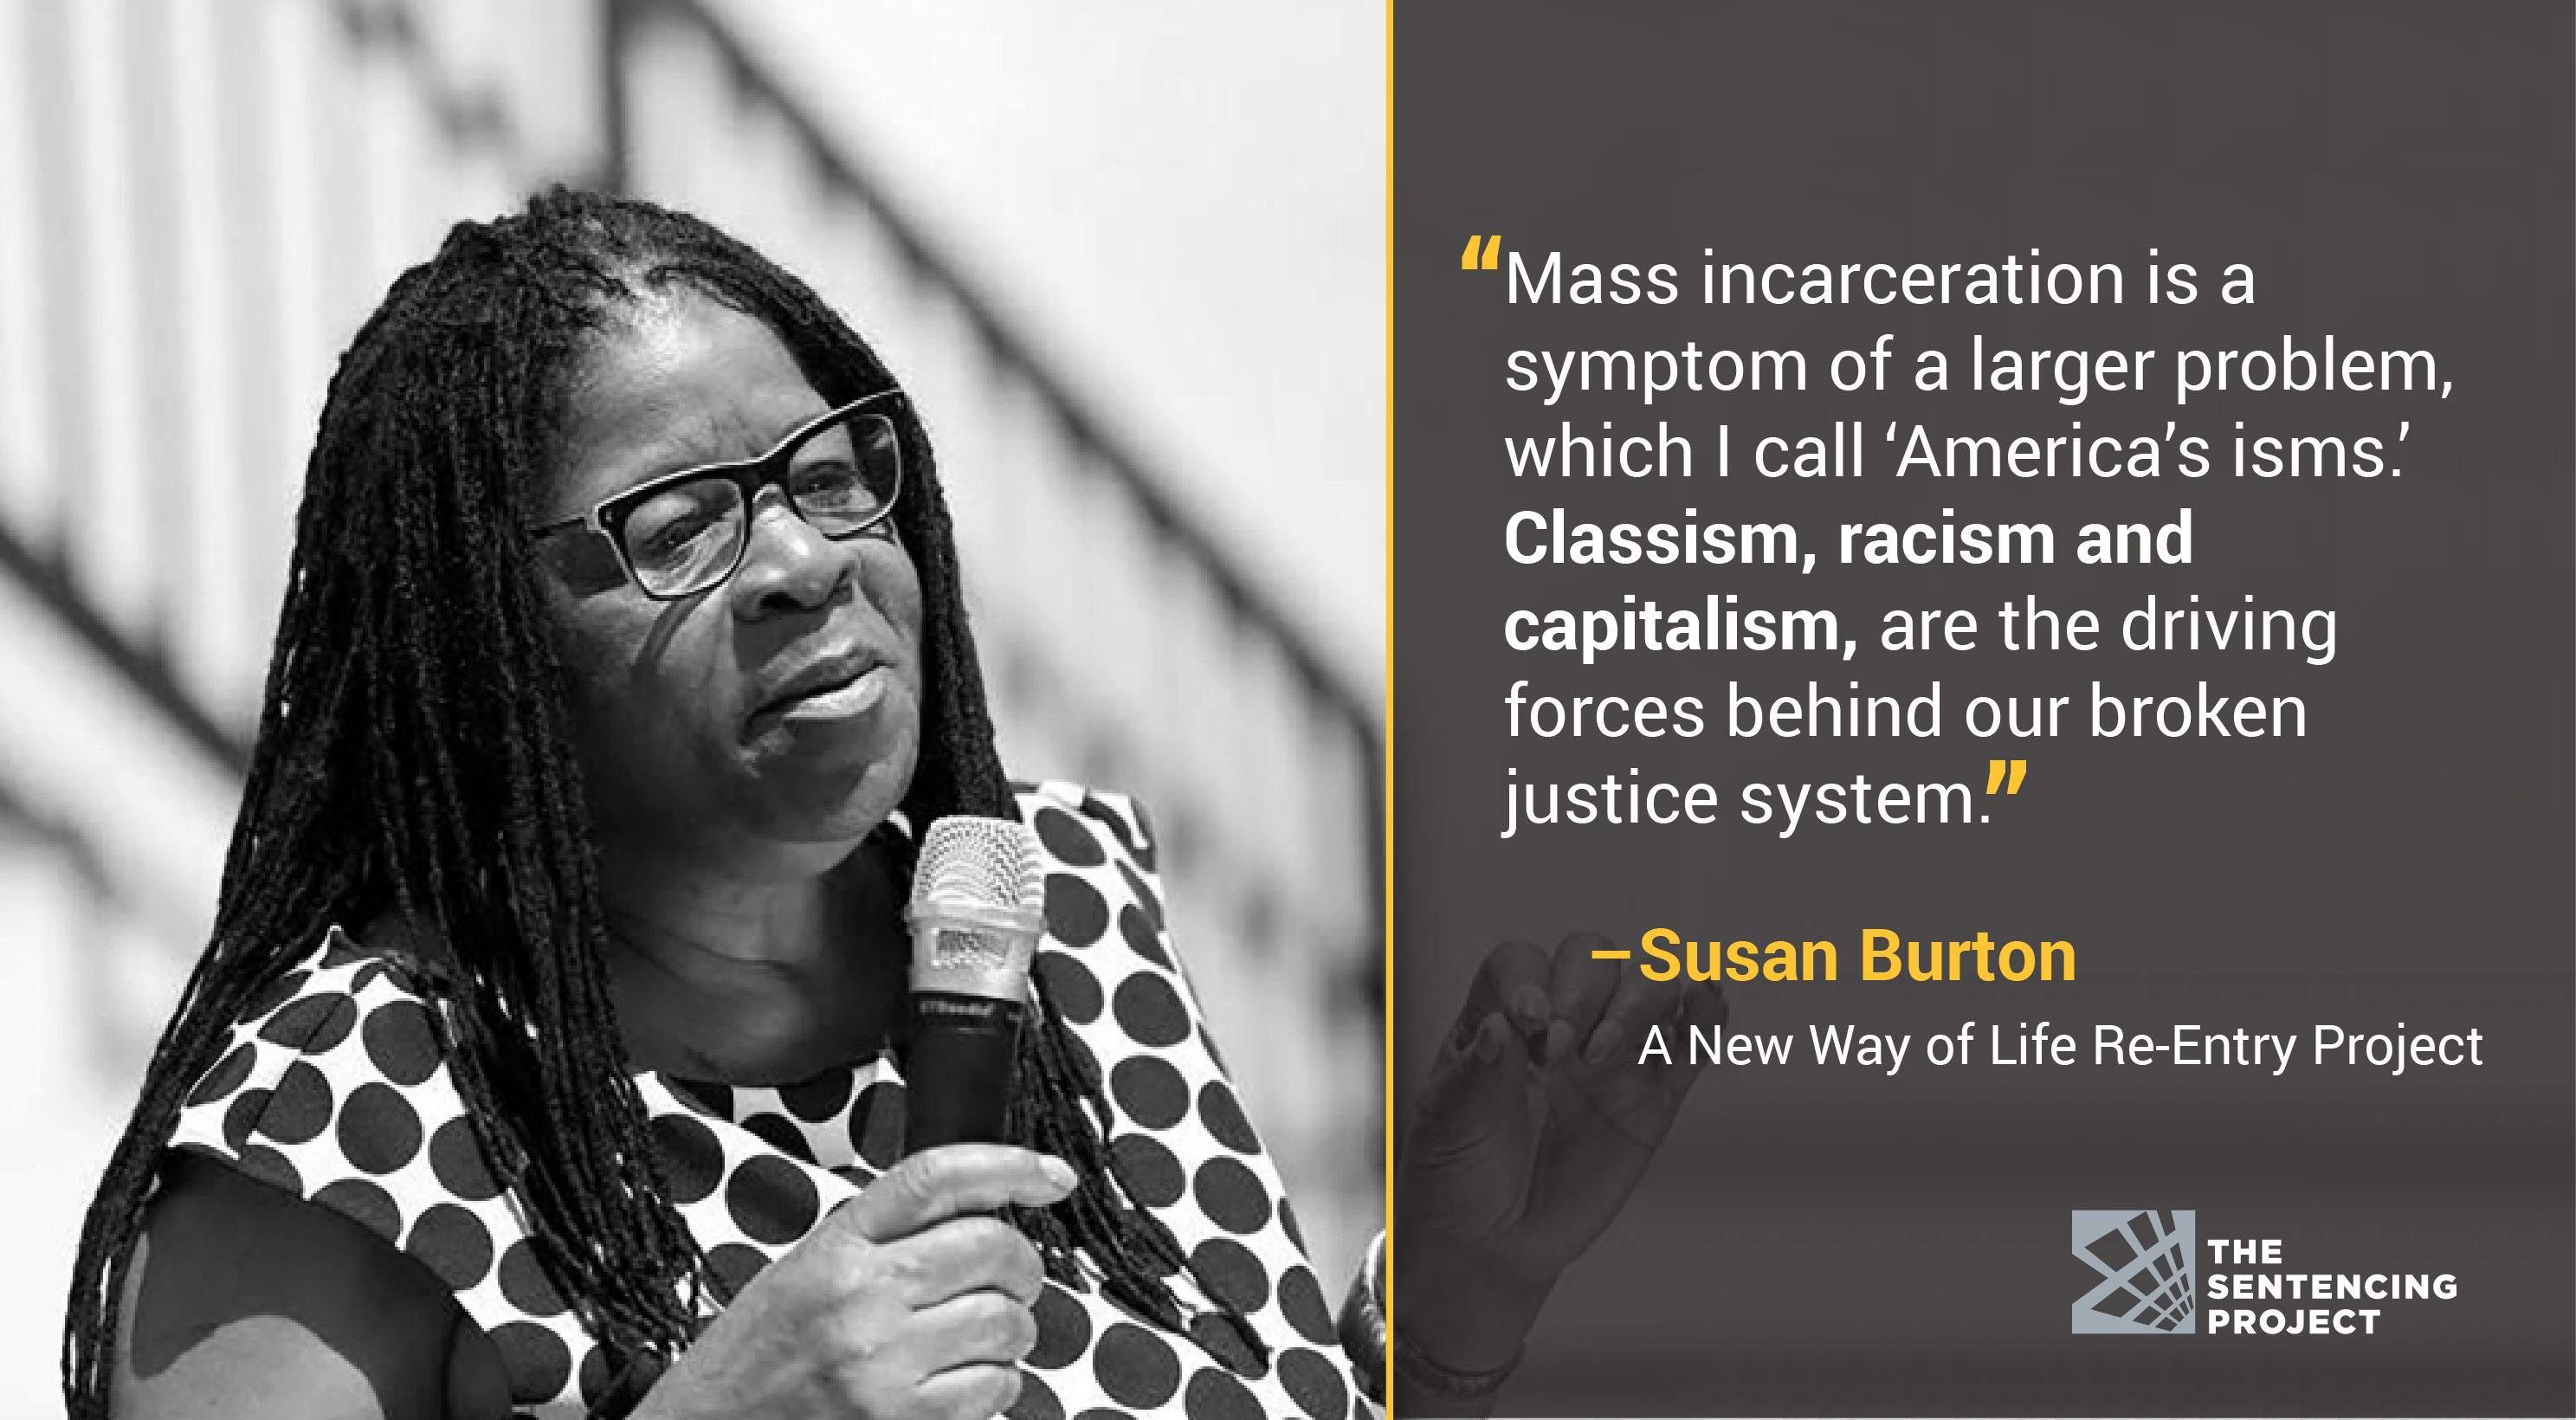 “Mass incarceration is a
symptom of a larger problem,
which I call ‘America’s isms.’
Classism, racism and
capitalism, are the driving
forces behind our broken
justice system.”
–Susan Burton
A New Way of Life Re-Entry Project
THE
SENTENCING
PROJECT